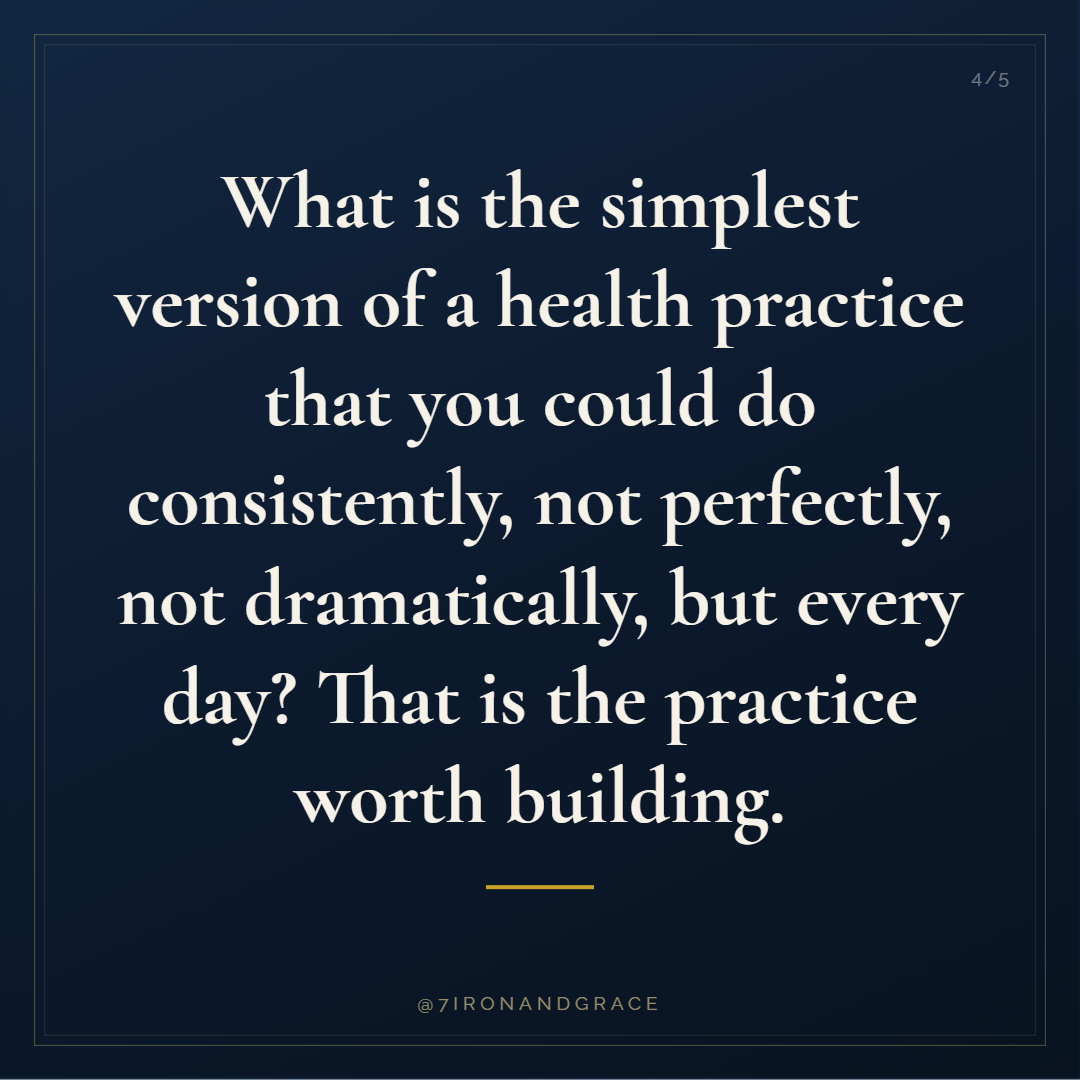 4/5
What is the simplest
version of a health practice
that you could do
consistently, not perfectly,
not dramatically, but every
day? That is the practice
worth building.
@7IRONANDGRACE